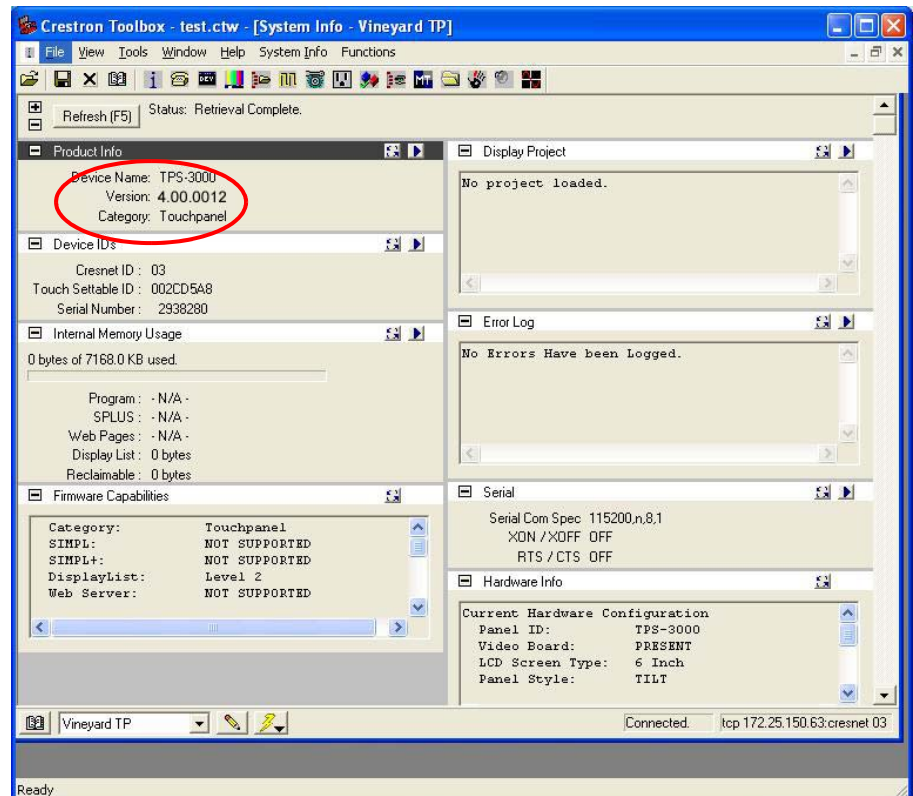 Crestron Toolbox - test.ctw - [System Info - Vineyard TP]
File View Tools Window Help System Info Functions
Refresh (F5) Status: Retrieval Complete.
Product Info
Device Name: TPS-3000
Version: 4.00.0012
Category: Touchpanel
Device IDs
Cresnet ID : 03
Touch Settable ID : 002CD5A8
Serial Number : 2938280
Internal Memory Usage
0 bytes of 7168.0 KB used.
Program : - N/A -
SPLUS : - N/A -
Web Pages : - N/A -
Display List : 0 bytes
Reclaimable : 0 bytes
Firmware Capabilities
Category: Touchpanel
SIMPL: NOT SUPPORTED
SIMPL+: NOT SUPPORTED
DisplayList: Level 2
Web Server: NOT SUPPORTED
Display Project
No project loaded.
Error Log
No Errors Have been Logged.
Serial
Serial Com Spec 115200,n,8,1
XON / XOFF OFF
RTS / CTS OFF
Hardware Info
Current Hardware Configuration
Panel ID: TPS-3000
Video Board: PRESENT
LCD Screen Type: 6 Inch
Panel Style: TILT
Vineyard TP
Connected. tcp 172.25.150.63:cresnet 03
Ready